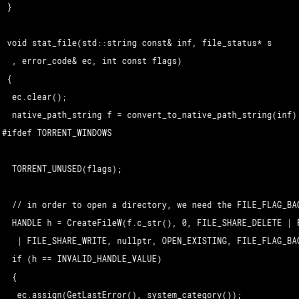 }
void stat_file(std::string const& inf, file_status* s
, error_code& ec, int const flags)
{
ec.clear();
native_path_string f = convert_to_native_path_string(inf)
#ifdef TORRENT_WINDOWS
TORRENT_UNUSED(flags);
// in order to open a directory, we need the FILE_FLAG_BAC
HANDLE h = CreateFileW(f.c_str(), 0, FILE_SHARE_DELETE | F
| FILE_SHARE_WRITE, nullptr, OPEN_EXISTING, FILE_FLAG_BAC
if (h == INVALID_HANDLE_VALUE)
{
ec.assign(GetLastError(), system_category());